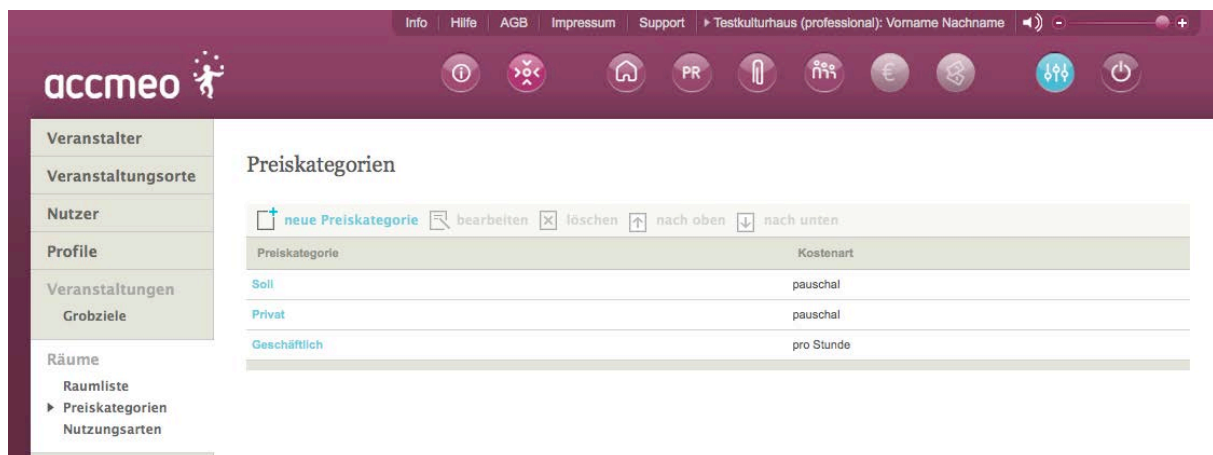 Info Hilfe AGB Impressum Support Testkulturhaus (professional): Vorname Nachname
accmeo
PR
€
Veranstalter
Veranstaltungsorte
Nutzer
Profile
Veranstaltungen
Grobziele
Räume
Raumliste
Preiskategorien
Nutzungsarten
Preiskategorien
neue Preiskategorie bearbeiten löschen nach oben nach unten
Preiskategorie Kostenart
Soll pauschal
Privat pauschal
Geschäftlich pro Stunde